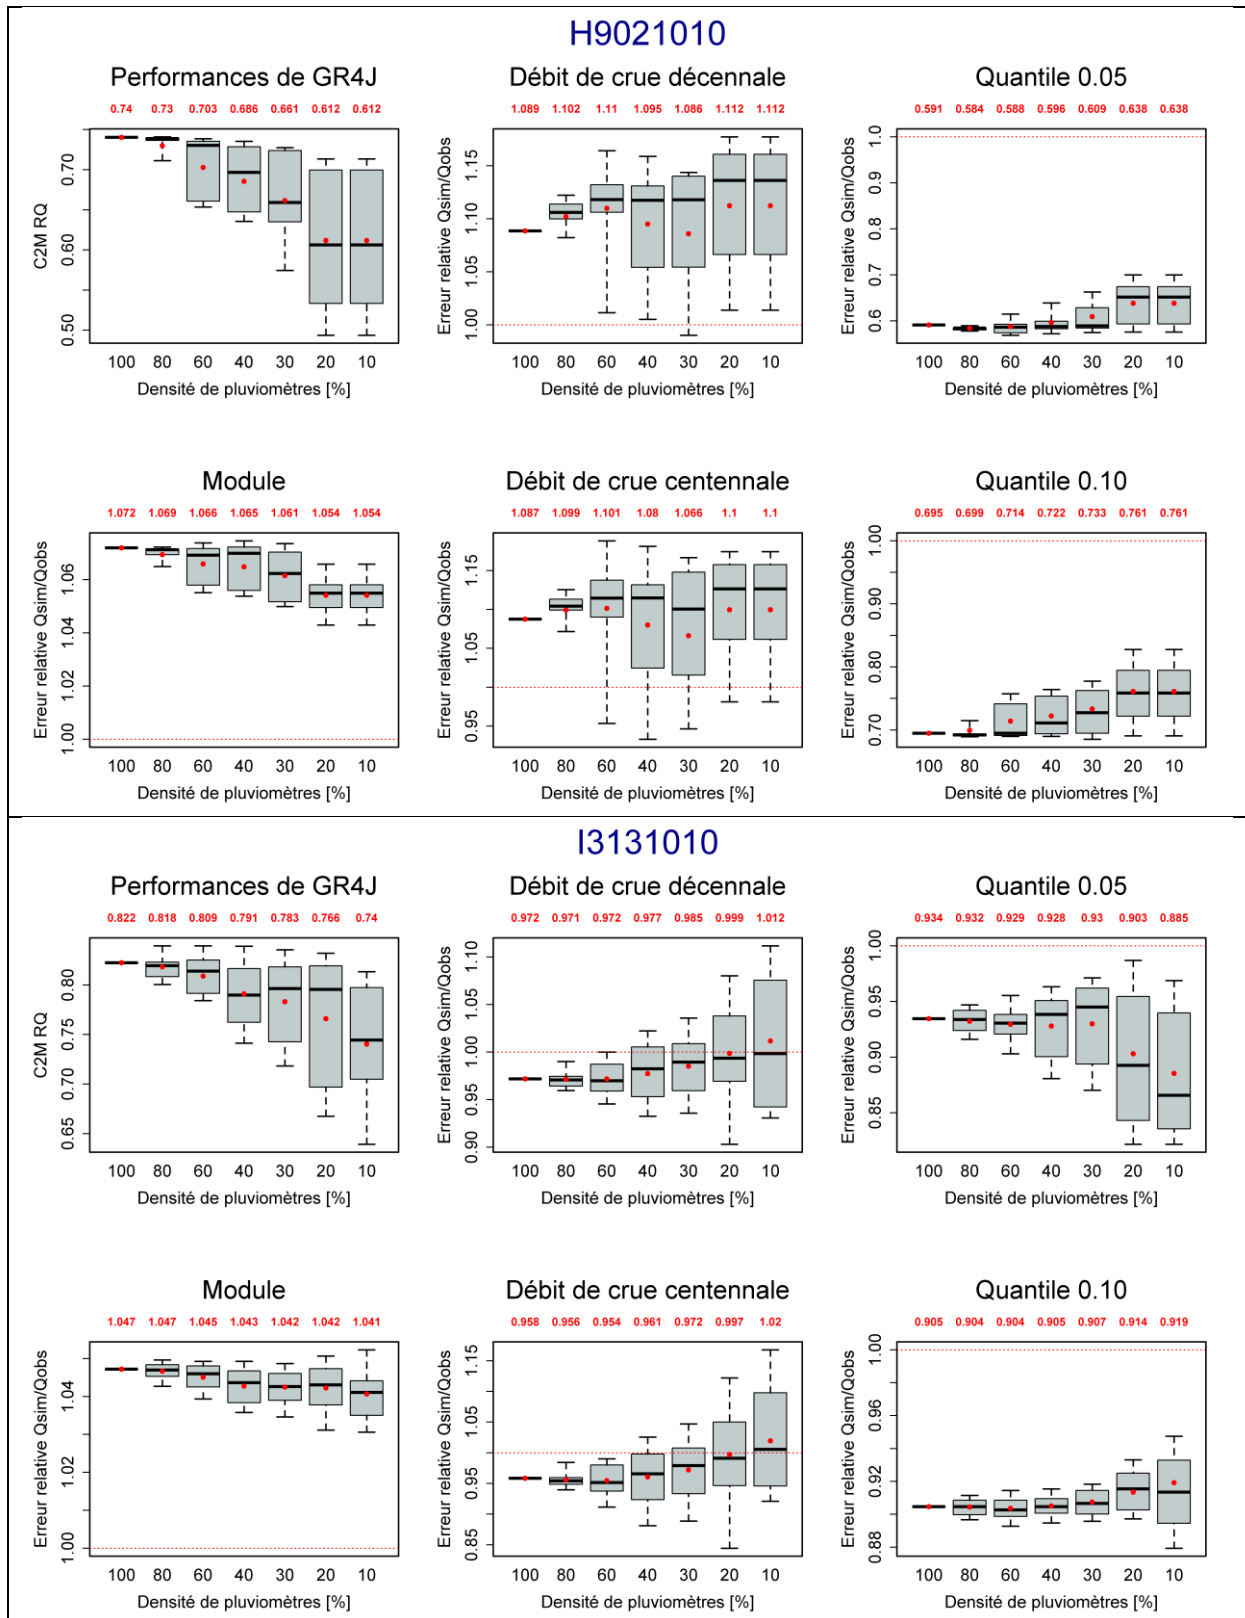 H9021010
Performances de GR4J
0.74 0.73 0.703 0.686 0.661 0.612 0.612
C2M RQ
0.70
0.60
0.50
100 80 60 40 30 20 10
Densité de pluviomètres [%]
Débit de crue décennale
1.089 1.102 1.11 1.095 1.086 1.112 1.112
Erreur relative Qsim/Qobs
1.15
1.10
1.05
1.00
100 80 60 40 30 20 10
Densité de pluviomètres [%]
Quantile 0.05
0.591 0.584 0.588 0.596 0.609 0.638 0.638
Erreur relative Qsim/Qobs
1.0
0.9
0.8
0.7
0.6
100 80 60 40 30 20 10
Densité de pluviomètres [%]
Module
1.072 1.069 1.066 1.065 1.061 1.054 1.054
Erreur relative Qsim/Qobs
1.06
1.04
1.02
1.00
100 80 60 40 30 20 10
Densité de pluviomètres [%]
Débit de crue centennale
1.087 1.099 1.101 1.08 1.066 1.1 1.1
Erreur relative Qsim/Qobs
1.15
1.05
0.95
100 80 60 40 30 20 10
Densité de pluviomètres [%]
Quantile 0.10
0.695 0.699 0.714 0.722 0.733 0.761 0.761
Erreur relative Qsim/Qobs
1.00
0.90
0.80
0.70
100 80 60 40 30 20 10
Densité de pluviomètres [%]
I3131010
Performances de GR4J
0.822 0.818 0.809 0.791 0.783 0.766 0.74
C2M RQ
0.80
0.75
0.70
0.65
100 80 60 40 30 20 10
Densité de pluviomètres [%]
Débit de crue décennale
0.972 0.971 0.972 0.977 0.985 0.999 1.012
Erreur relative Qsim/Qobs
1.10
1.05
1.00
0.95
0.90
100 80 60 40 30 20 10
Densité de pluviomètres [%]
Quantile 0.05
0.934 0.932 0.929 0.928 0.93 0.903 0.885
Erreur relative Qsim/Qobs
1.00
0.95
0.90
0.85
100 80 60 40 30 20 10
Densité de pluviomètres [%]
Module
1.047 1.047 1.045 1.043 1.042 1.042 1.041
Erreur relative Qsim/Qobs
1.04
1.02
1.00
100 80 60 40 30 20 10
Densité de pluviomètres [%]
Débit de crue centennale
0.958 0.956 0.954 0.961 0.972 0.997 1.02
Erreur relative Qsim/Qobs
1.15
1.05
0.95
0.85
100 80 60 40 30 20 10
Densité de pluviomètres [%]
Quantile 0.10
0.905 0.904 0.904 0.905 0.907 0.914 0.919
Erreur relative Qsim/Qobs
1.00
0.96
0.92
0.88
100 80 60 40 30 20 10
Densité de pluviomètres [%]